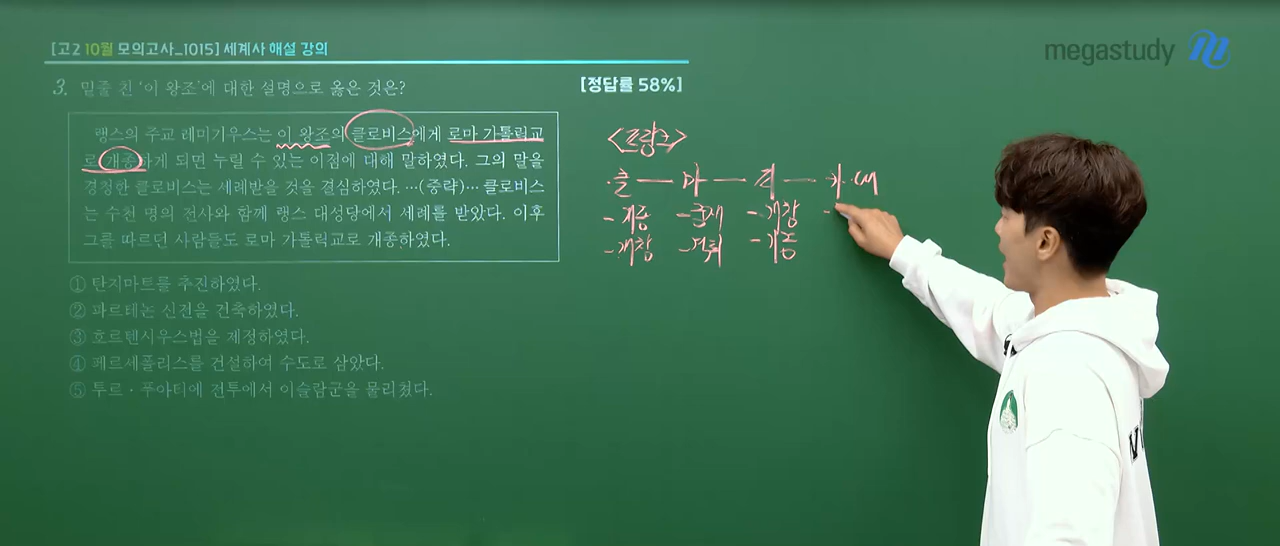 [고2 10월 모의고사_1015] 세계사 해설 강의
megastudy
3. 밑줄 친 '이 왕조'에 대한 설명으로 옳은 것은?
[정답률 58%]
랭스의 주교 레미기우스는 이 왕조의 클로비스에게 로마 가톨릭교
로 개종하게 되면 누릴 수 있는 이점에 대해 말하였다. 그의 말을
경청한 클로비스는 세례받을 것을 결심하였다. …(중략)… 클로비스
는 수천 명의 전사와 함께 랭스 대성당에서 세례를 받았다. 이후
그를 따르던 사람들도 로마 가톨릭교로 개종하였다.
① 탄지마트를 추진하였다.
② 파르테논 신전을 건축하였다.
③ 호르텐시우스법을 제정하였다.
④ 페르세폴리스를 건설하여 수도로 삼았다.
⑤ 투르·푸아티에 전투에서 이슬람군을 물리쳤다.
<프랑크>
클 — 마 — 피 — 카.대
- 개종 - 궁재 - 개창 -
- 개창